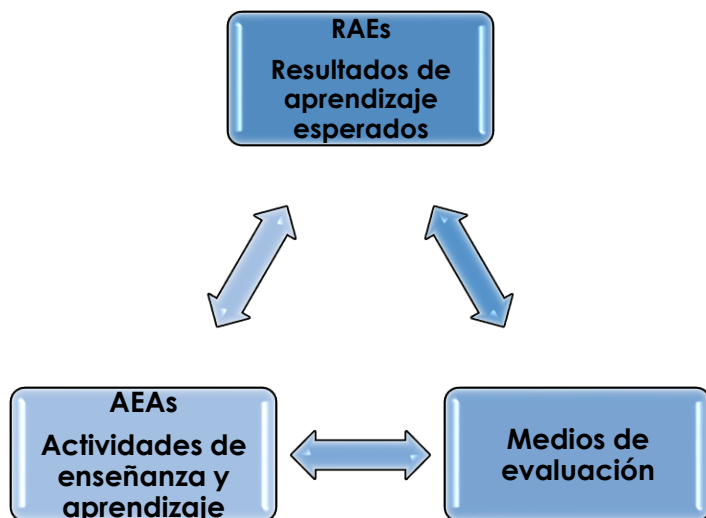 RAEs
Resultados de
aprendizaje
esperados
AEAs
Actividades de
enseñanza y
aprendizaje
Medios de
evaluación